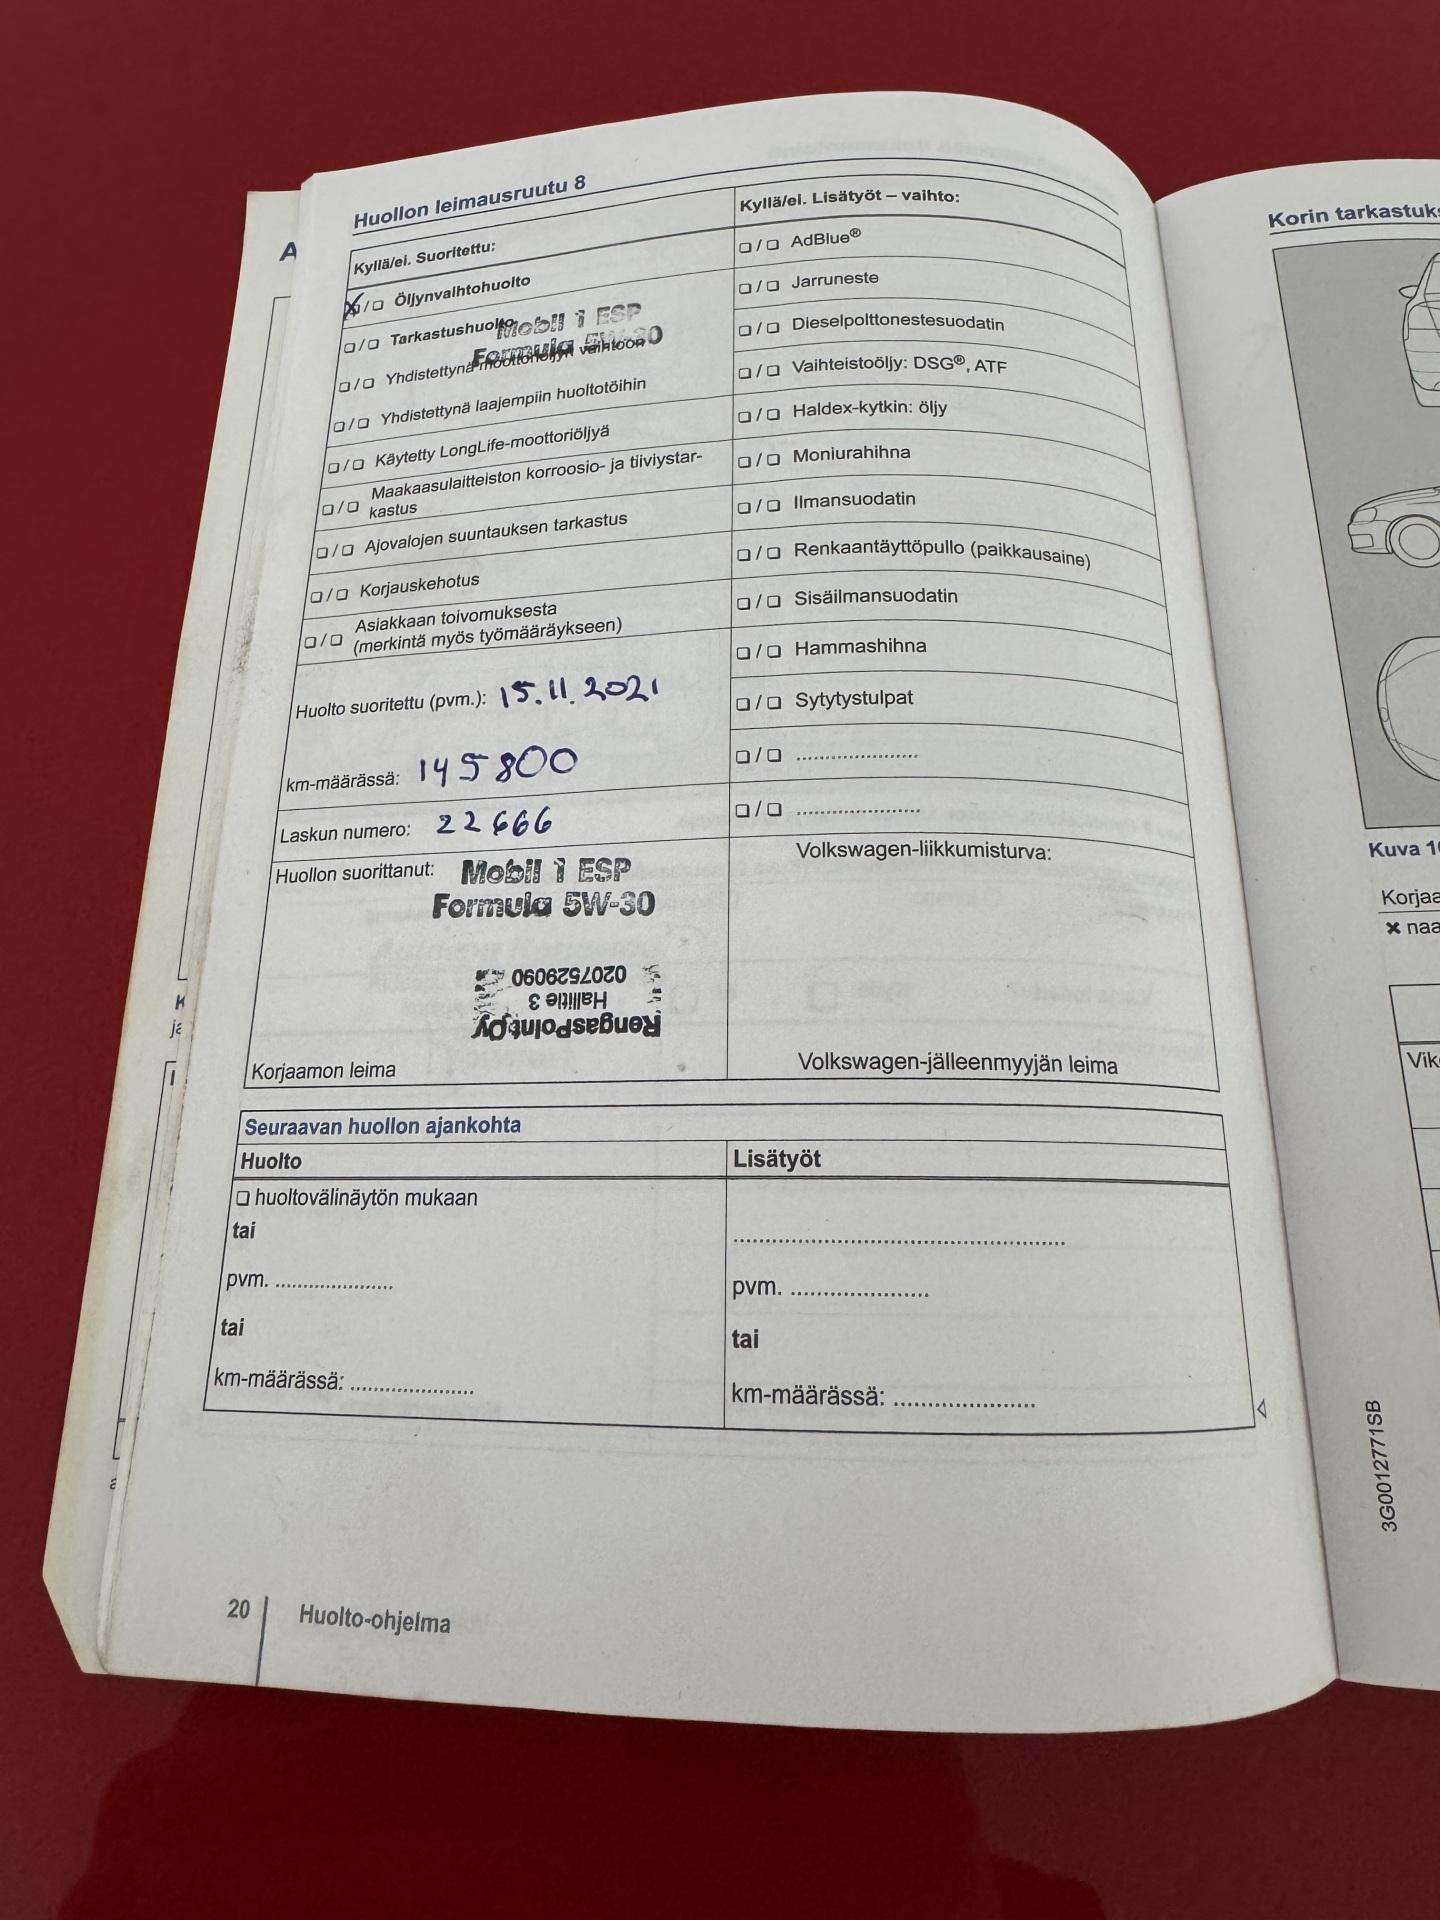 Huollon leimausruutu 8
Kyllä/ei. Suoritettu:
☒/❑ Öljynvaihtohuolto
❑/❑ Tarkastushuolto
Mobil 1 ESP
Formula 5W-30
❑/❑ Yhdistettynä moottoriöljyn vaihtoon
❑/❑ Yhdistettynä laajempiin huoltotöihin
❑/❑ Käytetty LongLife-moottoriöljyä
❑/❑ Maakaasulaitteiston korroosio- ja tiiviystar-
kastus
❑/❑ Ajovalojen suuntauksen tarkastus
❑/❑ Korjauskehotus
❑/❑ Asiakkaan toivomuksesta
(merkintä myös työmääräykseen)
Huolto suoritettu (pvm.): 15.11.2021
km-määrässä: 145800
Laskun numero: 22666
Huollon suorittanut: Mobil 1 ESP
Formula 5W-30
RengasPoint Oy
Hallitie 3
0207529090
Korjaamon leima
Kyllä/ei. Lisätyöt – vaihto:
❑/❑ AdBlue®
❑/❑ Jarruneste
❑/❑ Dieselpolttonestesuodatin
❑/❑ Vaihteistoöljy: DSG®, ATF
❑/❑ Haldex-kytkin: öljy
❑/❑ Moniurahihna
❑/❑ Ilmansuodatin
❑/❑ Renkaantäyttöpullo (paikkausaine)
❑/❑ Sisäilmansuodatin
❑/❑ Hammashihna
❑/❑ Sytytystulpat
❑/❑ ......................
❑/❑ ......................
Volkswagen-liikkumisturva:
Volkswagen-jälleenmyyjän leima
Seuraavan huollon ajankohta
Huolto
❑ huoltovälinäytön mukaan
tai
pvm. ......................
tai
km-määrässä: ......................
Lisätyöt
......................
pvm. ......................
tai
km-määrässä: ......................
20 Huolto-ohjelma
Korin tarkastuks
Kuva 1
Korjaa
✖ naa
Vik
3G0012771SB